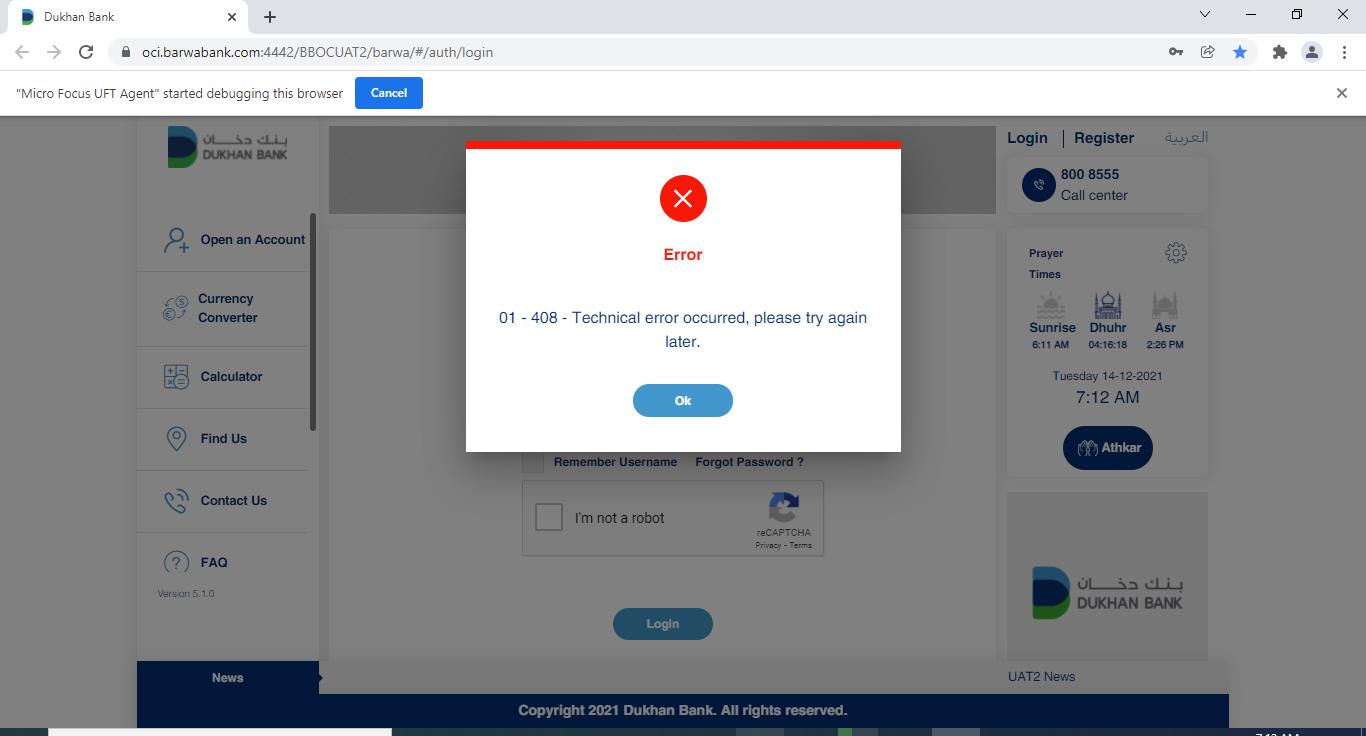 Dukhan Bank
oci.barwabank.com:4442/BBOCUAT2/barwa/#/auth/login
"Micro Focus UFT Agent" started debugging this browser
Cancel
بنك دخان
DUKHAN BANK
Open an Account
Currency
Converter
Calculator
Find Us
Contact Us
FAQ
Version 5.1.0
Error
01 - 408 - Technical error occurred, please try again
later.
Ok
Remember Username Forgot Password ?
I'm not a robot
reCAPTCHA
Privacy - Terms
Login
Login Register العربية
800 8555
Call center
Prayer
Times
Sunrise Dhuhr Asr
6:11 AM 04:16:18 2:26 PM
Tuesday 14-12-2021
7:12 AM
Athkar
بنك دخان
DUKHAN BANK
News
UAT2 News
Copyright 2021 Dukhan Bank. All rights reserved.